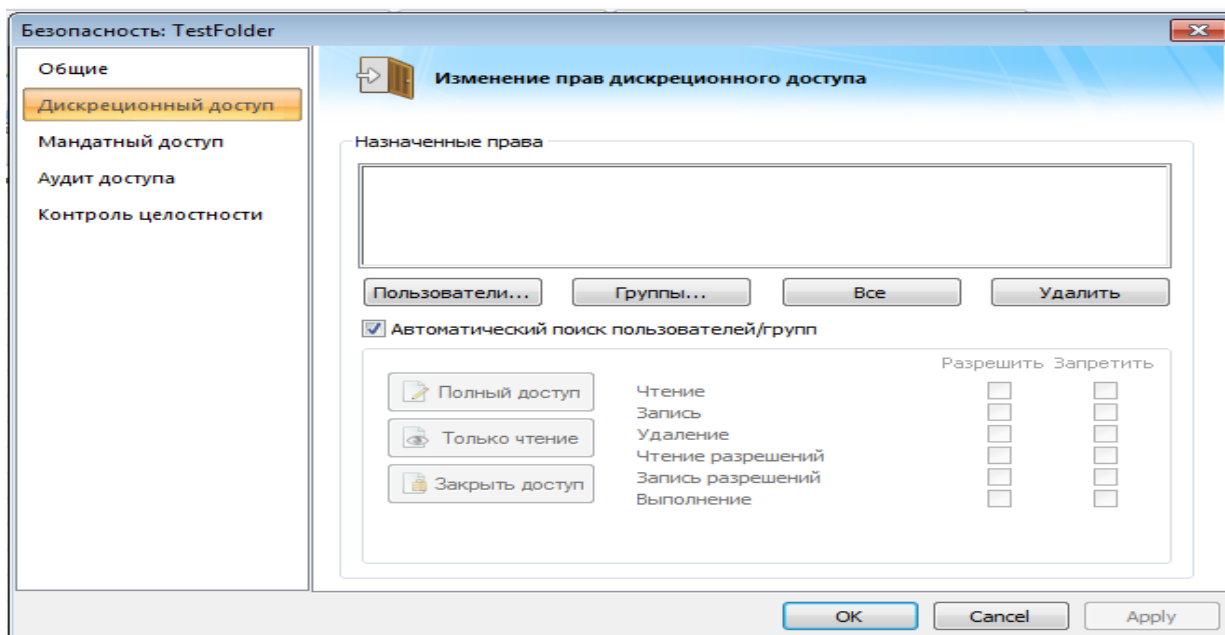 Безопасность: TestFolder
Общие
Дискреционный доступ
Мандатный доступ
Аудит доступа
Контроль целостности
Изменение прав дискреционного доступа
Назначенные права
Пользователи... Группы... Все Удалить
Автоматический поиск пользователей/групп
Разрешить Запретить
Полный доступ
Только чтение
Закрыть доступ
Чтение
Запись
Удаление
Чтение разрешений
Запись разрешений
Выполнение
OK Cancel Apply